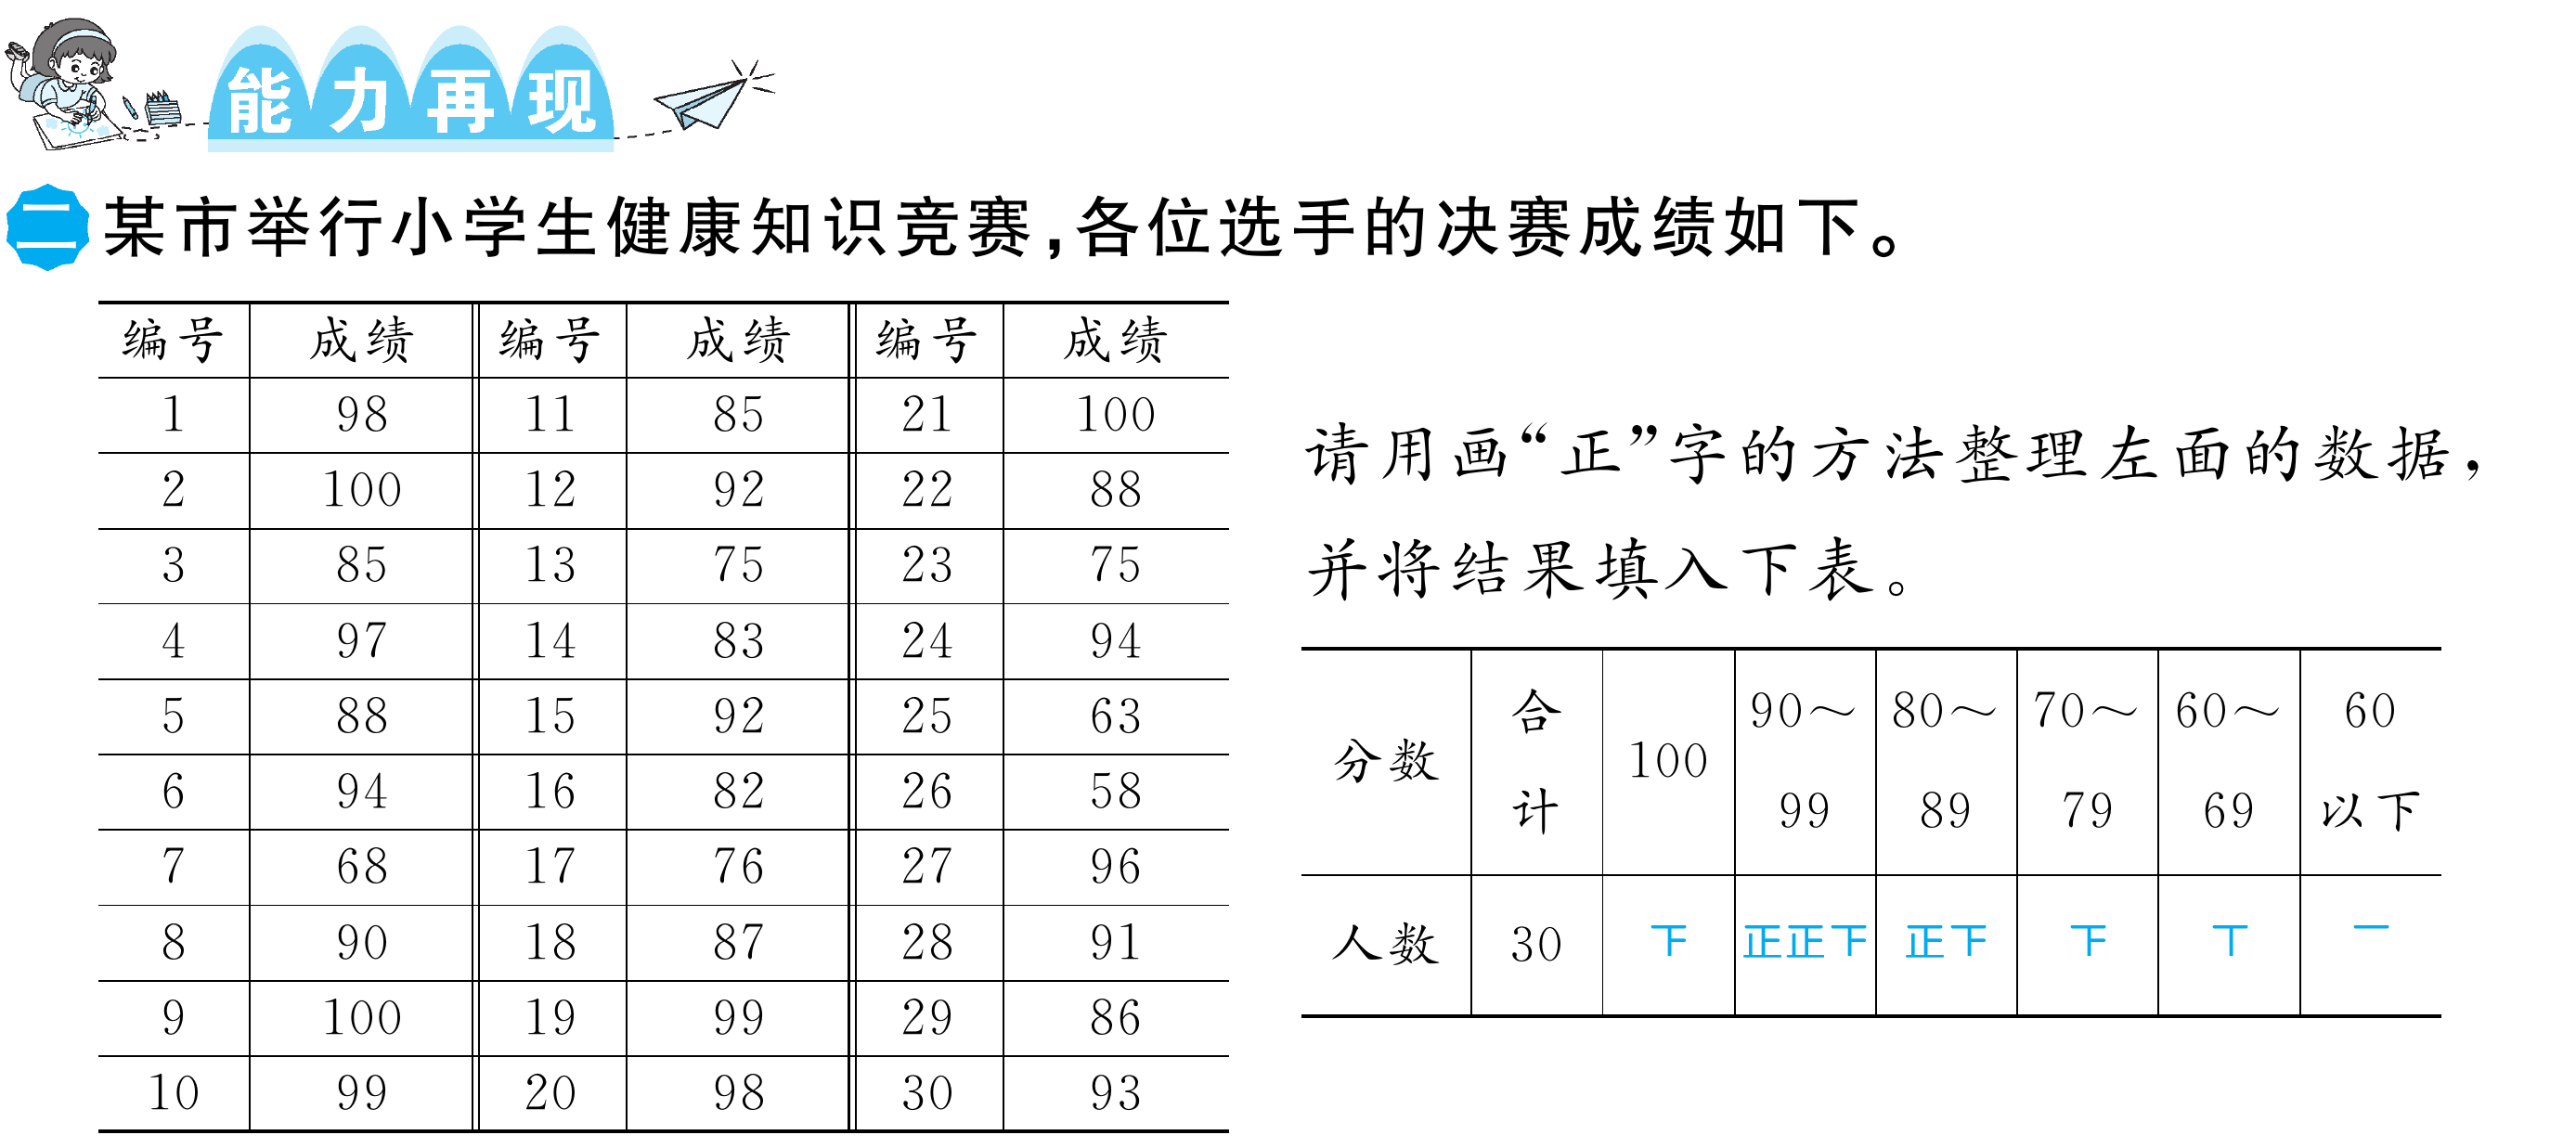 能力再现
二 某市举行小学生健康知识竞赛,各位选手的决赛成绩如下。
编号 成绩 编号 成绩 编号 成绩
1 98 11 85 21 100
2 100 12 92 22 88
3 85 13 75 23 75
4 97 14 83 24 94
5 88 15 92 25 63
6 94 16 82 26 58
7 68 17 76 27 96
8 90 18 87 28 91
9 100 19 99 29 86
10 99 20 98 30 93
请用画“正”字的方法整理左面的数据，
并将结果填入下表。
分数 合计 100 90～99 80～89 70～79 60～69 60以下
人数 30 下 正正下 正下 下 丅 一